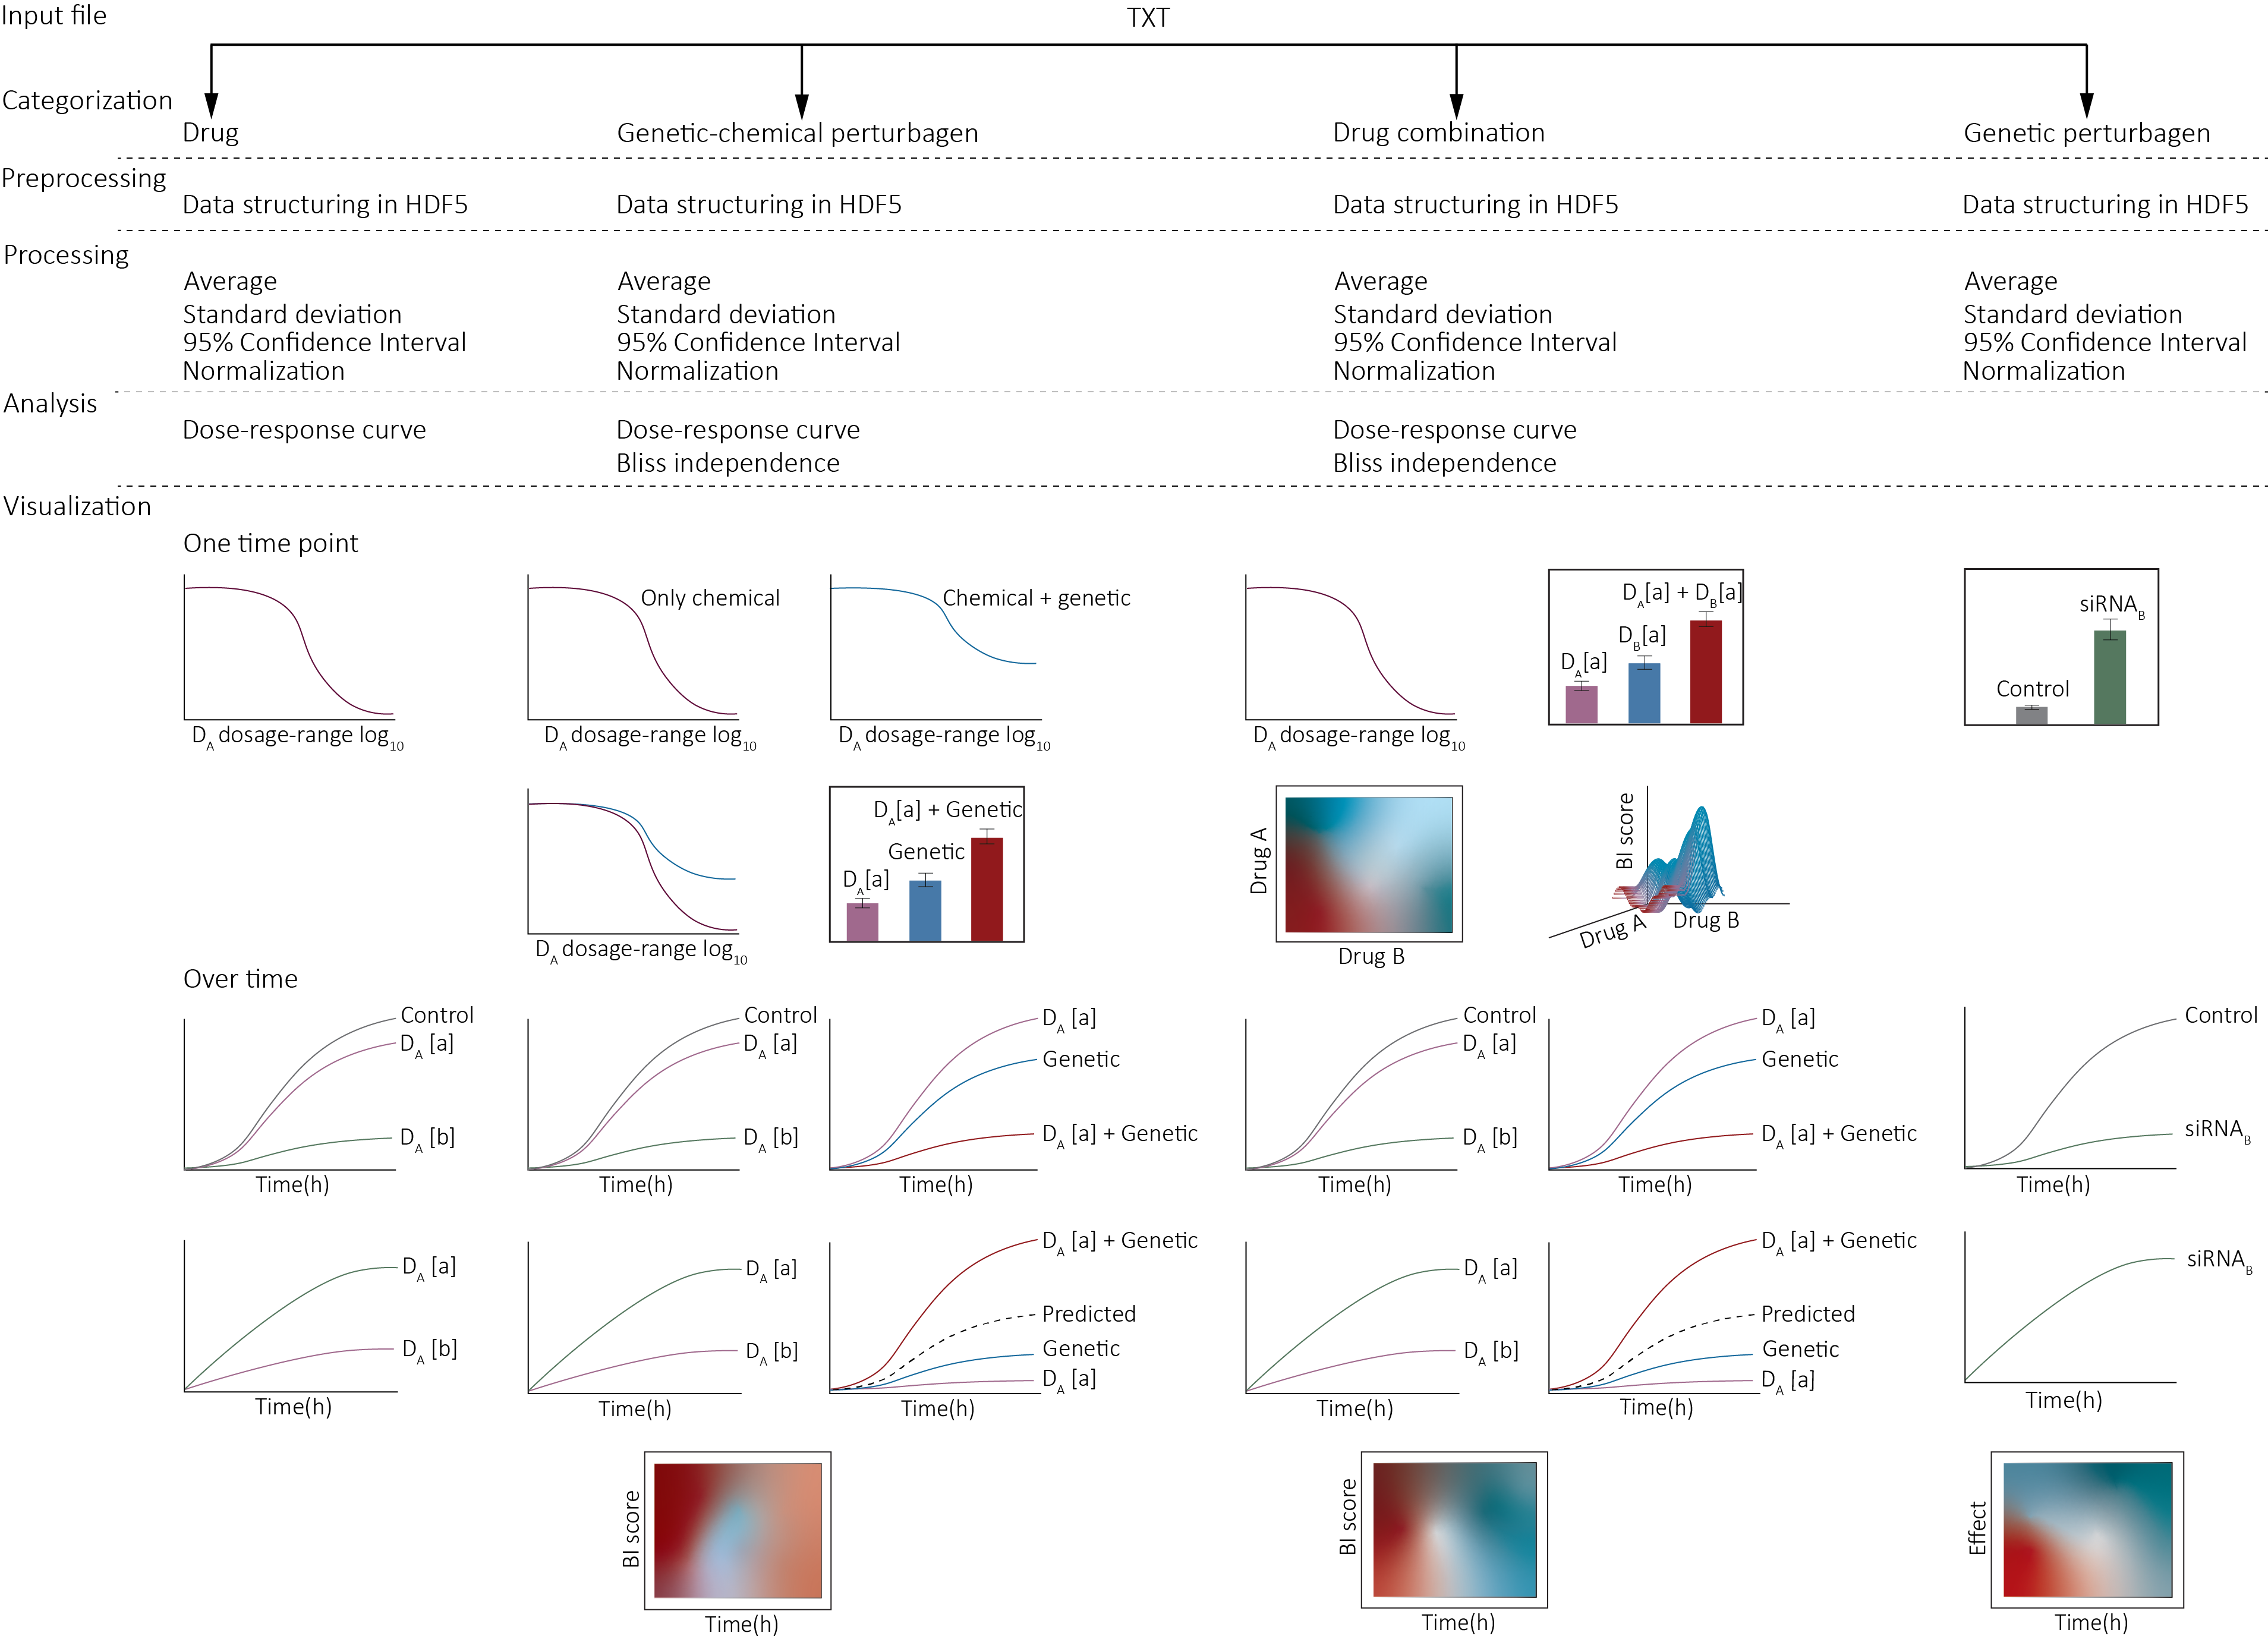 Input file
TXT
Categorization
Drug
Genetic-chemical perturbagen
Drug combination
Genetic perturbagen
Preprocessing
Data structuring in HDF5
Data structuring in HDF5
Data structuring in HDF5
Data structuring in HDF5
Processing
Average
Standard deviation
95% Confidence Interval
Normalization
Average
Standard deviation
95% Confidence Interval
Normalization
Average
Standard deviation
95% Confidence Interval
Normalization
Average
Standard deviation
95% Confidence Interval
Normalization
Analysis
Dose-response curve
Dose-response curve
Bliss independence
Dose-response curve
Bliss independence
Visualization
One time point
DA dosage-range log10
Only chemical
DA dosage-range log10
Chemical + genetic
DA dosage-range log10
DA dosage-range log10
DA[a] + DB[a]
DB[a]
DA[a]
siRNAB
Control
DA dosage-range log10
DA[a] + Genetic
Genetic
DA[a]
Drug A
Drug B
BI score
Drug A
Drug B
Over time
Control
DA [a]
DA [b]
Time(h)
Control
DA [a]
DA [b]
Time(h)
DA [a]
Genetic
DA [a] + Genetic
Time(h)
Control
DA [a]
DA [b]
Time(h)
DA [a]
Genetic
DA [a] + Genetic
Time(h)
Control
siRNAB
Time(h)
DA [a]
DA [b]
Time(h)
DA [a]
DA [b]
Time(h)
DA [a] + Genetic
Predicted
Genetic
DA [a]
Time(h)
DA [a]
DA [b]
Time(h)
DA [a] + Genetic
Predicted
Genetic
DA [a]
Time(h)
siRNAB
Time(h)
BI score
Time(h)
BI score
Time(h)
Effect
Time(h)